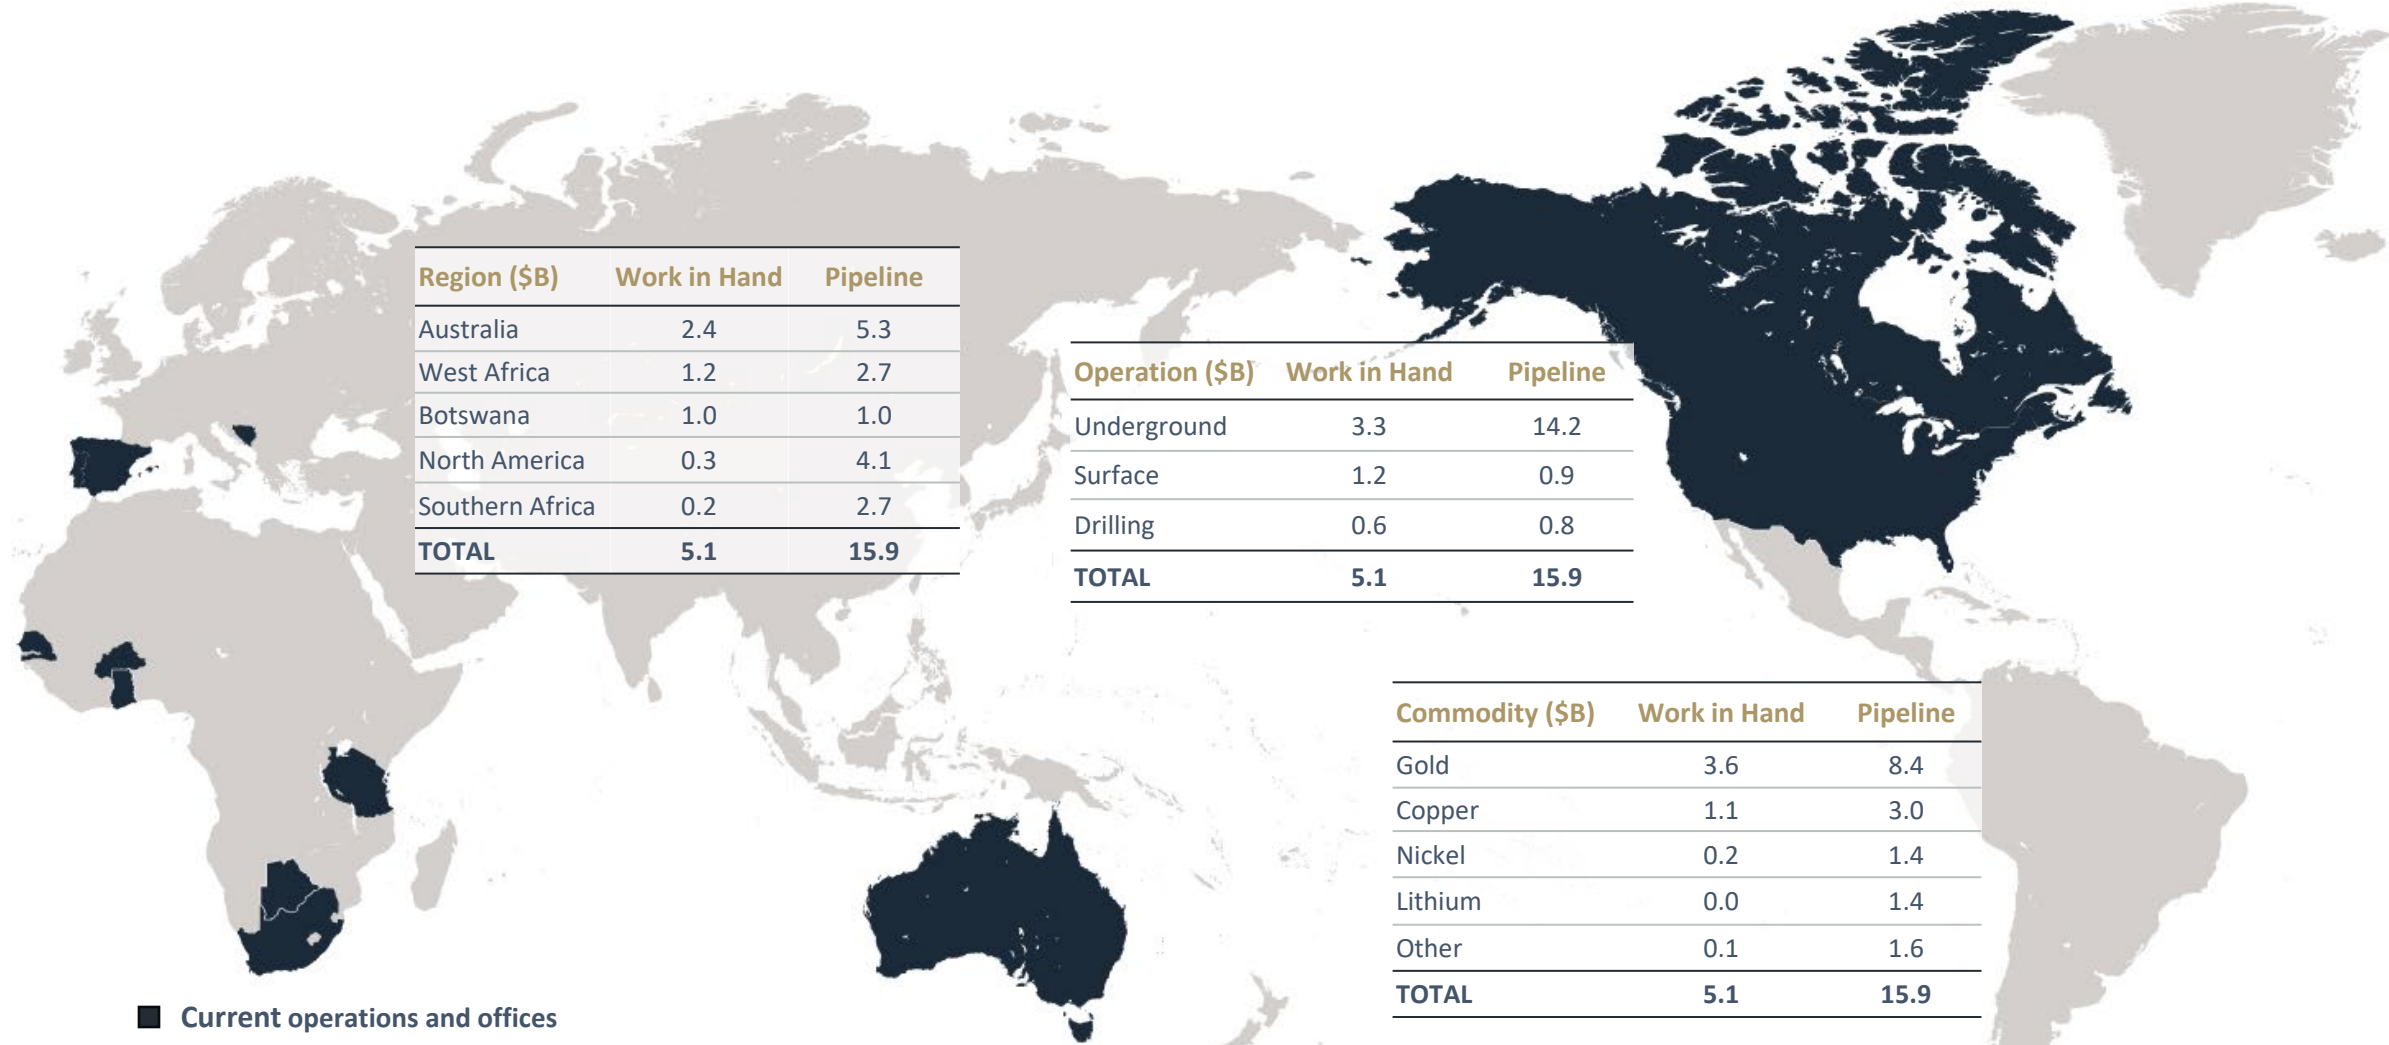 Region ($B) Work in Hand Pipeline
Australia 2.4 5.3
West Africa 1.2 2.7
Botswana 1.0 1.0
North America 0.3 4.1
Southern Africa 0.2 2.7
TOTAL 5.1 15.9
Operation ($B) Work in Hand Pipeline
Underground 3.3 14.2
Surface 1.2 0.9
Drilling 0.6 0.8
TOTAL 5.1 15.9
Commodity ($B) Work in Hand Pipeline
Gold 3.6 8.4
Copper 1.1 3.0
Nickel 0.2 1.4
Lithium 0.0 1.4
Other 0.1 1.6
TOTAL 5.1 15.9
Current operations and offices